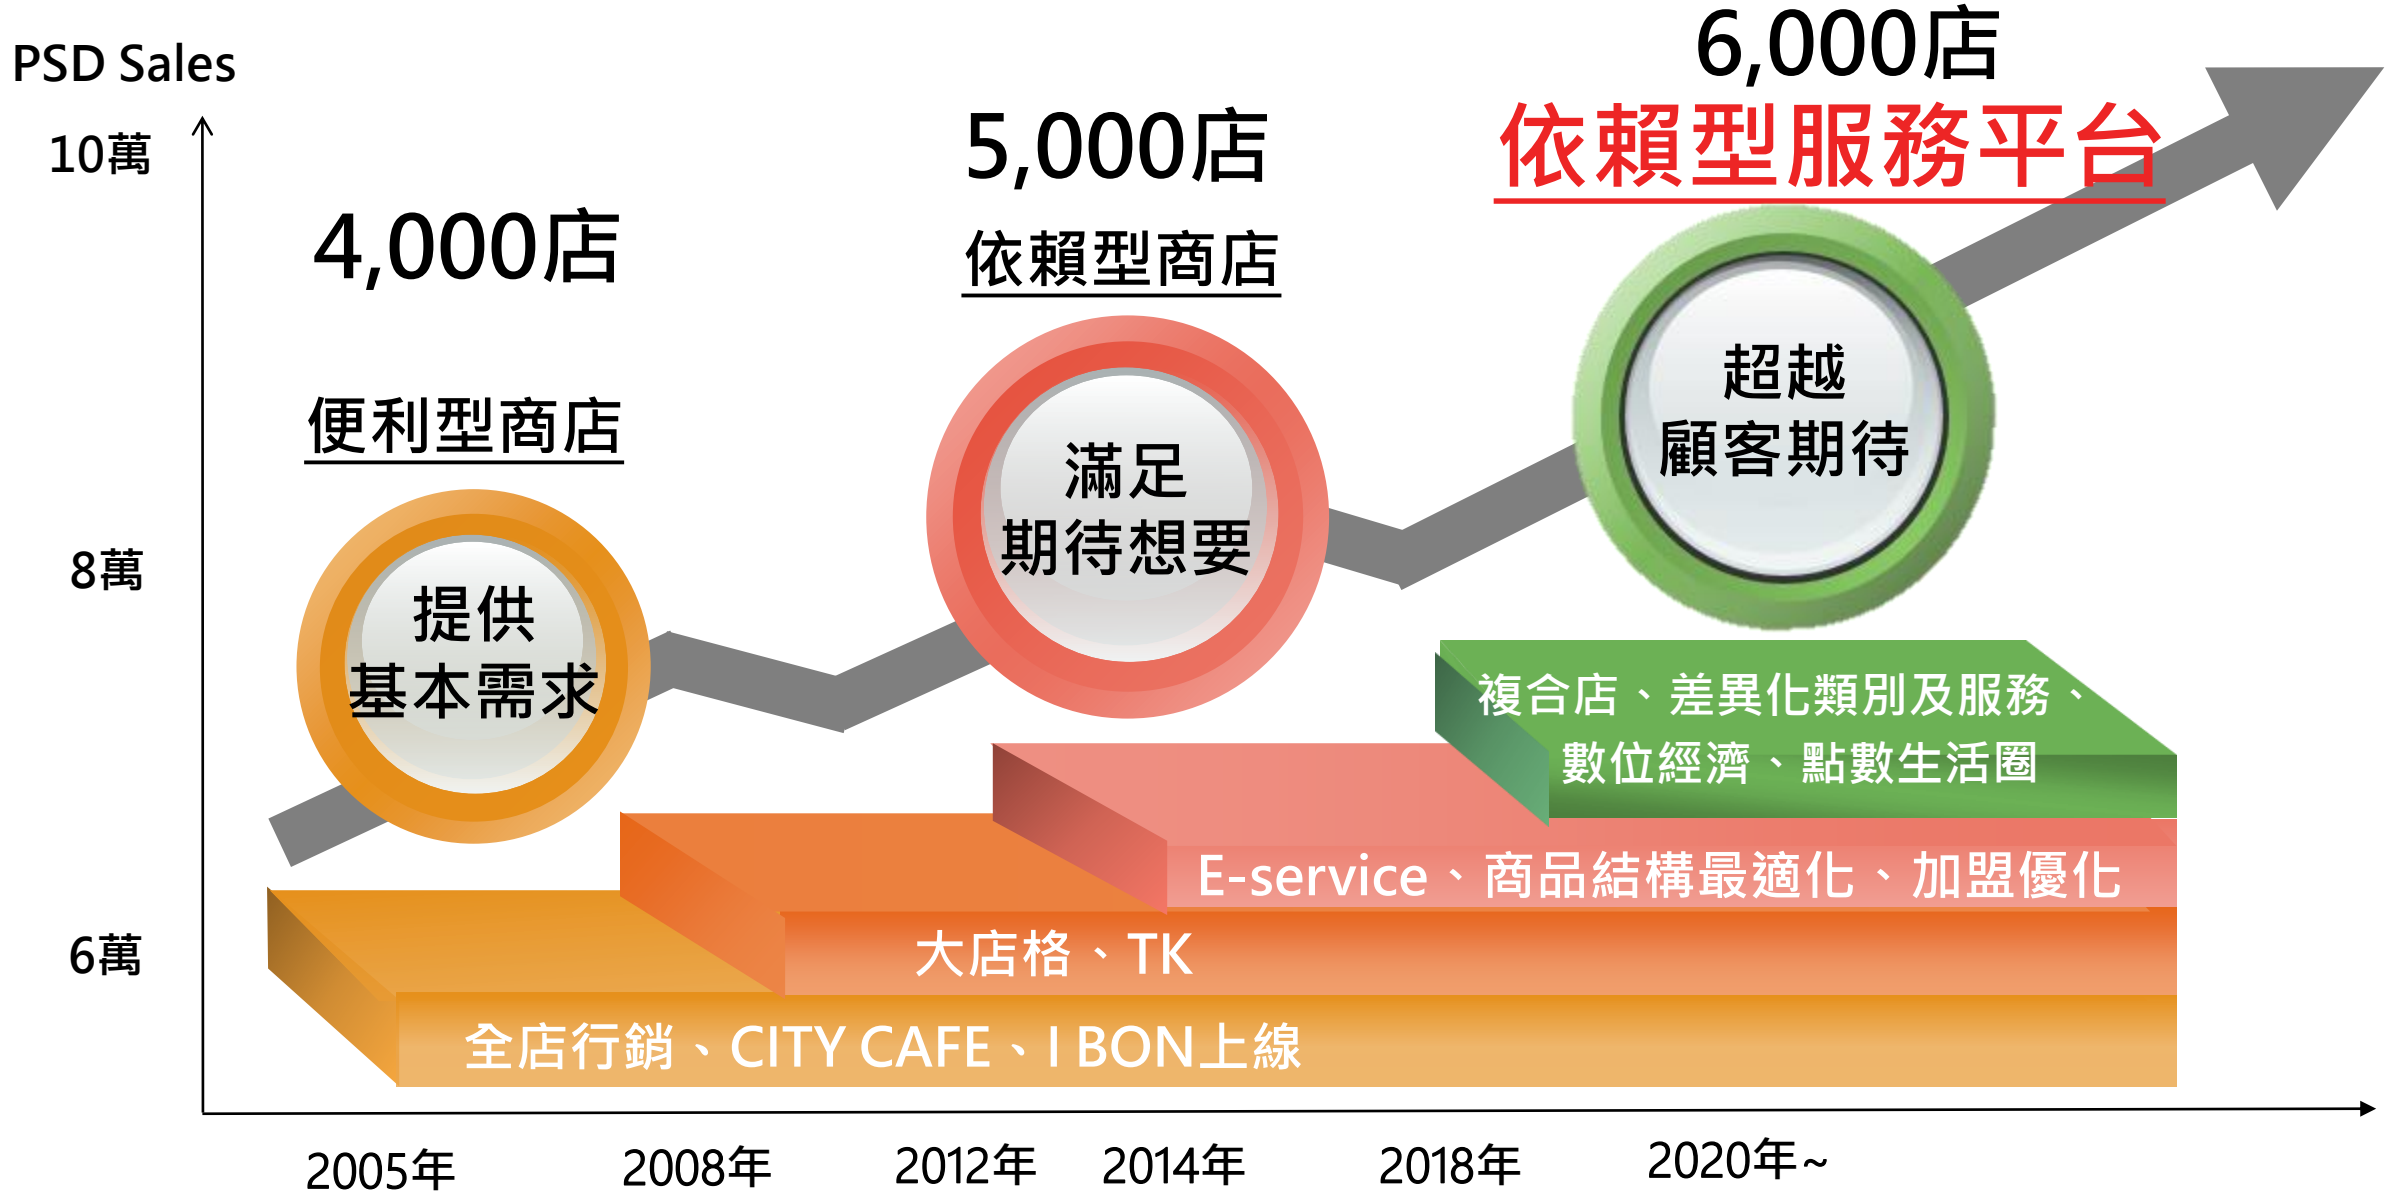 PSD Sales
10萬
8萬
6萬
4,000店
便利型商店
提供
基本需求
5,000店
依賴型商店
滿足
期待想要
6,000店
依賴型服務平台
超越
顧客期待
複合店、差異化類別及服務、
數位經濟、點數生活圈
E-service、商品結構最適化、加盟優化
大店格、TK
全店行銷、CITY CAFE、I BON上線
2005年
2008年
2012年
2014年
2018年
2020年~